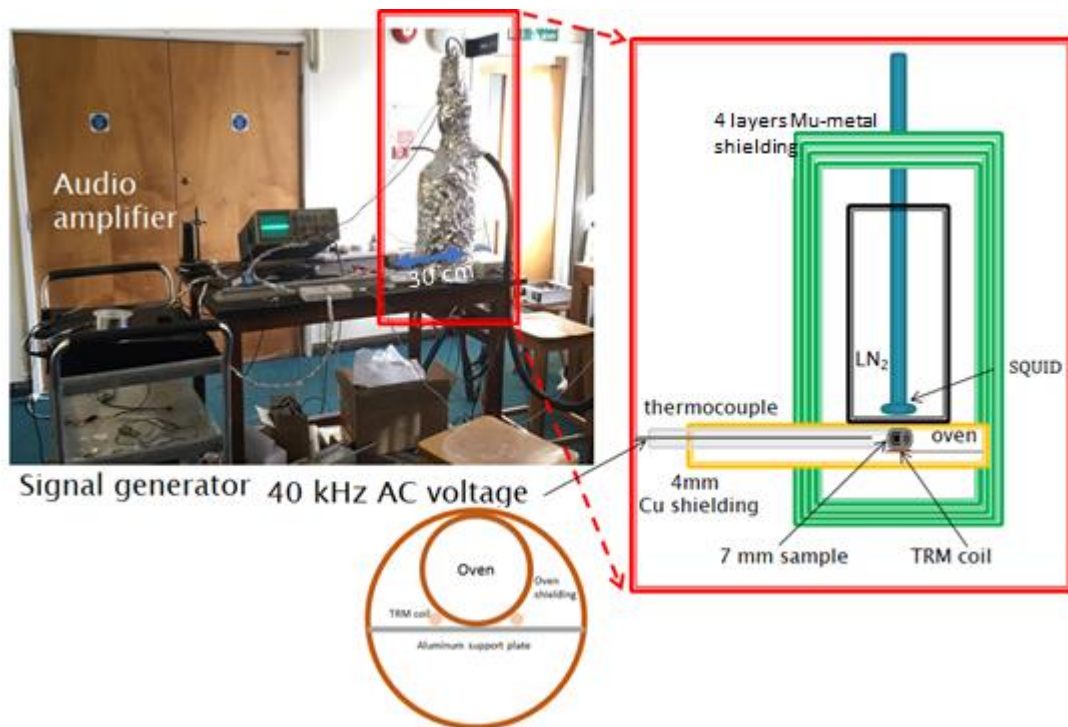 Audio
amplifier
30 cm
Signal generator
40 kHz AC voltage
4 layers Mu-metal
shielding
LN₂
SQUID
thermocouple
oven
4mm
Cu shielding
7 mm sample
TRM coil
Oven
Oven
shielding
TRM coil
Aluminum support plate